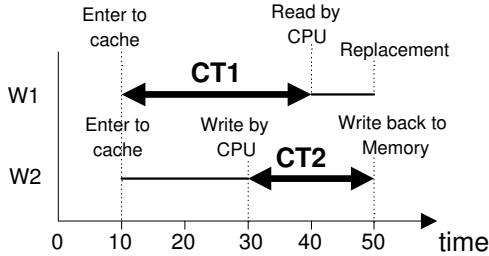 Enter to
cache
Read by
CPU
Replacement
CT1
W1
Enter to
cache
Write by
CPU
Write back to
Memory
CT2
W2
0 10 20 30 40 50 time